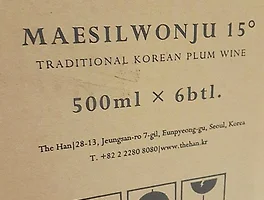 MAESILWONJU 15°
TRADITIONAL KOREAN PLUM WINE
500ml × 6btl.
The Han|28-13, Jeungsan-ro 7-gil, Eunpyeong-gu, Seoul, Korea
T. +82 2 2280 8080|www.thehan.kr